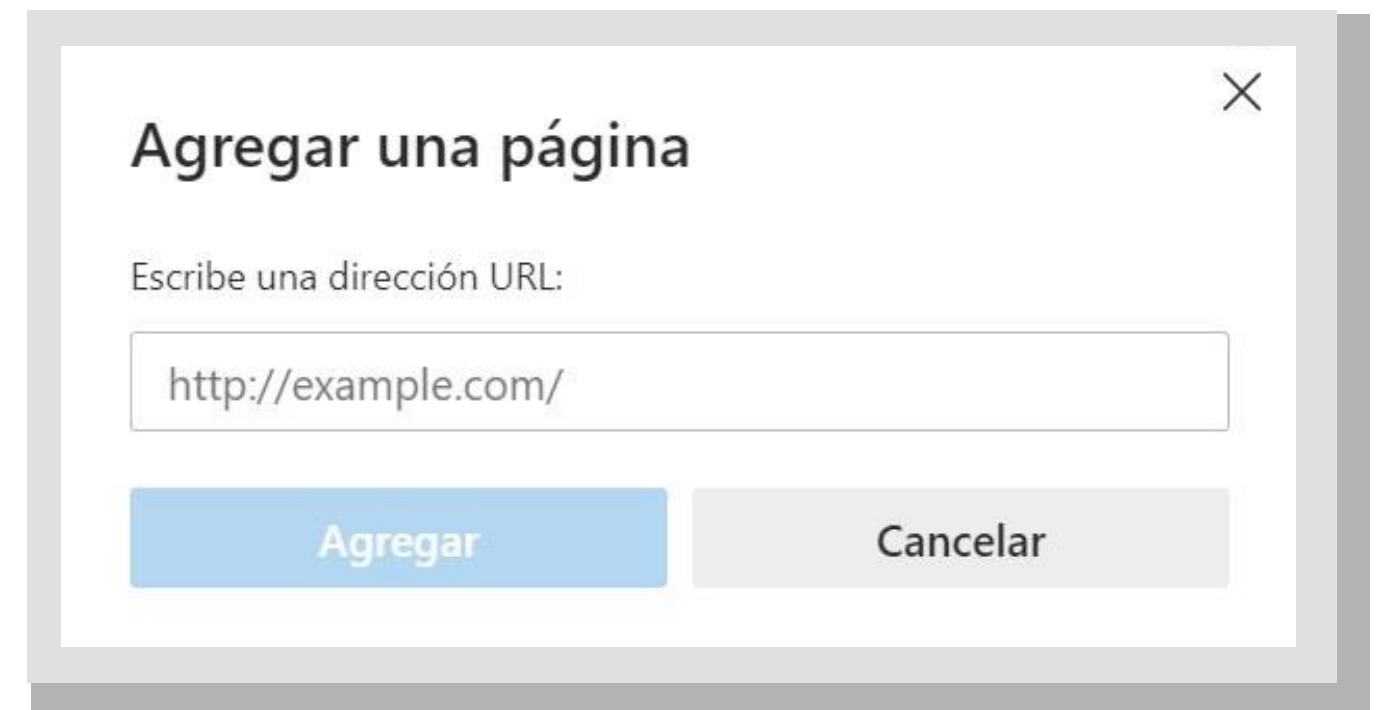 Agregar una página
Escribe una dirección URL:
http://example.com/
Agregar
Cancelar